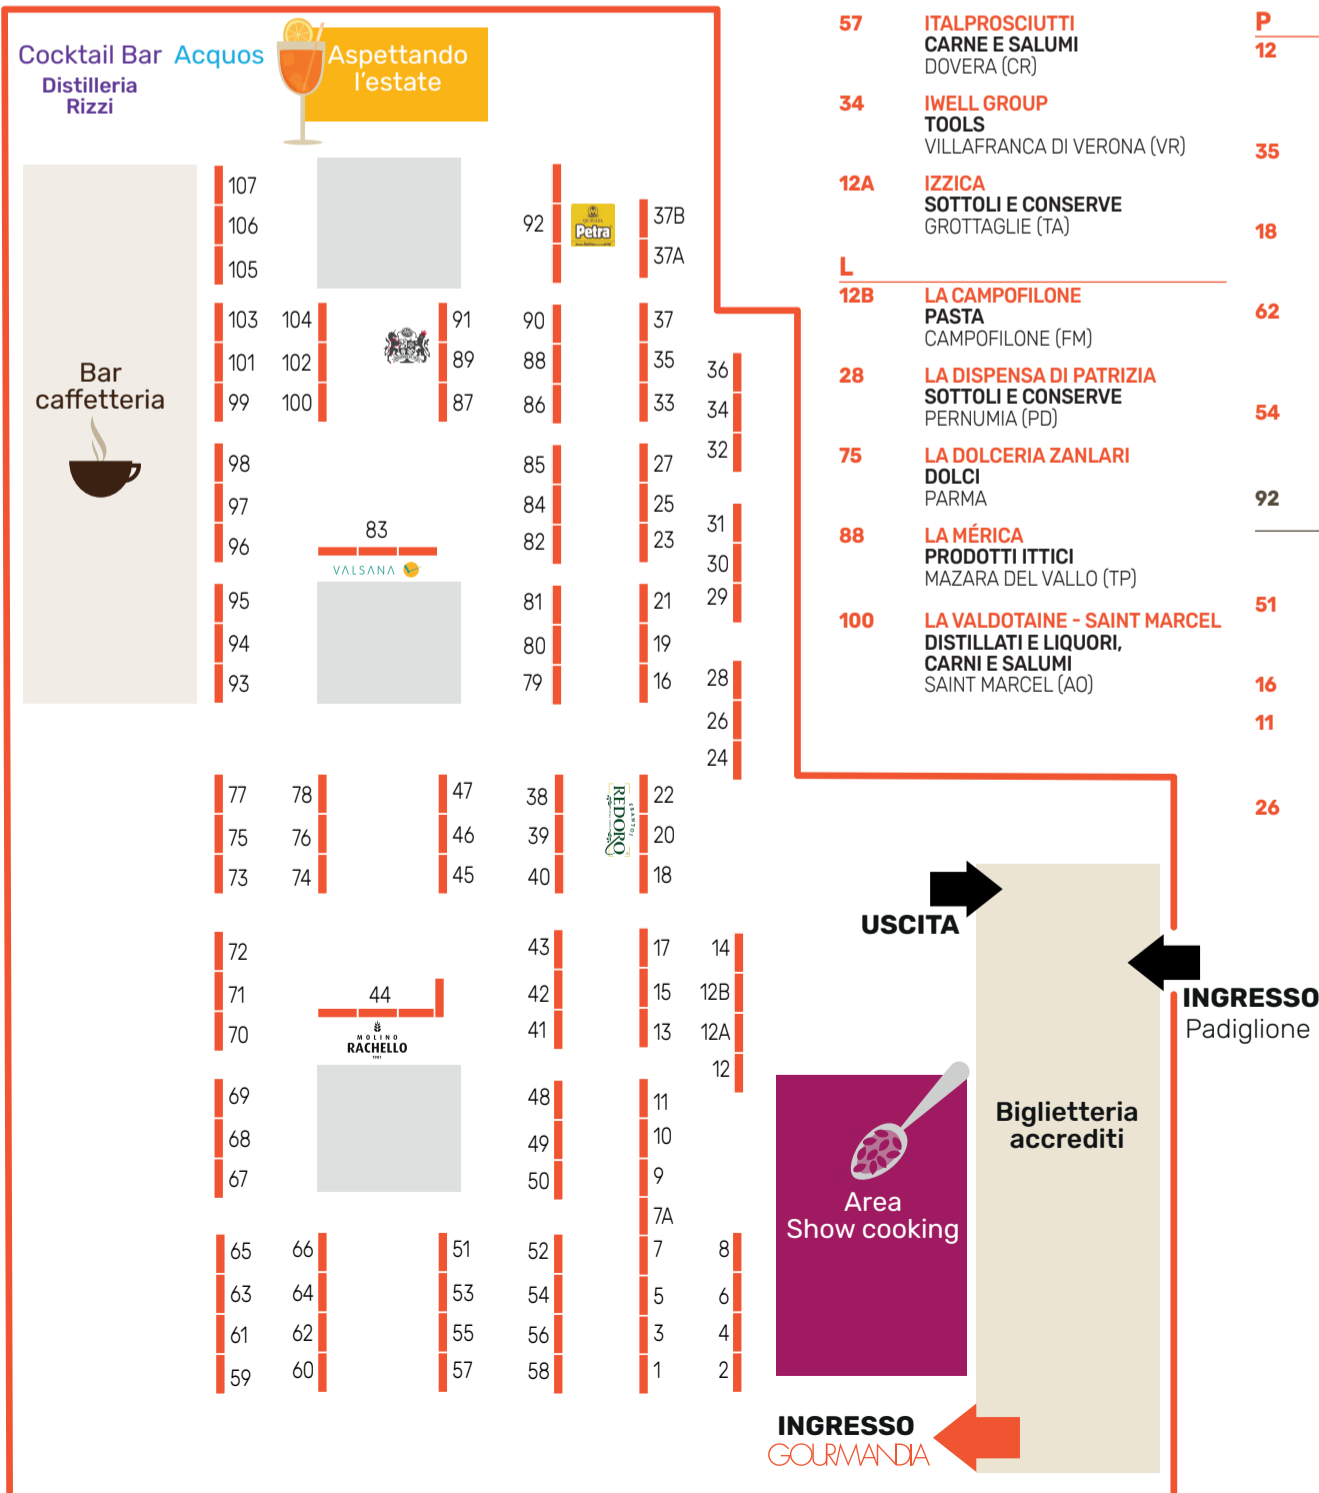 Cocktail Bar
Distilleria
Rizzi
Acquos
Aspettando
l'estate
Bar
caffetteria
107
106
105
103
101
99
98
97
96
95
94
93
104
102
100
91
89
87
83
VALSANA
92
Petra
90
88
86
85
84
82
81
80
79
37B
37A
37
35
33
27
25
23
21
19
16
36
34
32
31
30
29
28
26
24
77
75
73
78
76
74
47
46
45
38
39
40
FRANTOI
REDORO
22
20
18
72
71
70
44
MOLINO
RACHELLO
43
42
41
17
15
13
14
12B
12A
12
69
68
67
48
49
50
11
10
9
7A
65
63
61
59
66
64
62
60
51
53
55
57
52
54
56
58
7
5
3
1
8
6
4
2
Area
Show cooking
USCITA
INGRESSO
Padiglione
Biglietteria
accrediti
INGRESSO
GOURMANDIA
57 ITALPROSCIUTTI
CARNE E SALUMI
DOVERA (CR)
34 IWELL GROUP
TOOLS
VILLAFRANCA DI VERONA (VR)
12A IZZICA
SOTTOLI E CONSERVE
GROTTAGLIE (TA)
L
12B LA CAMPOFILONE
PASTA
CAMPOFILONE (FM)
28 LA DISPENSA DI PATRIZIA
SOTTOLI E CONSERVE
PERNUMIA (PD)
75 LA DOLCERIA ZANLARI
DOLCI
PARMA
88 LA MÉRICA
PRODOTTI ITTICI
MAZARA DEL VALLO (TP)
100 LA VALDOTAINE - SAINT MARCEL
DISTILLATI E LIQUORI,
CARNI E SALUMI
SAINT MARCEL (AO)
P
12
35
18
62
54
92
51
16
11
26